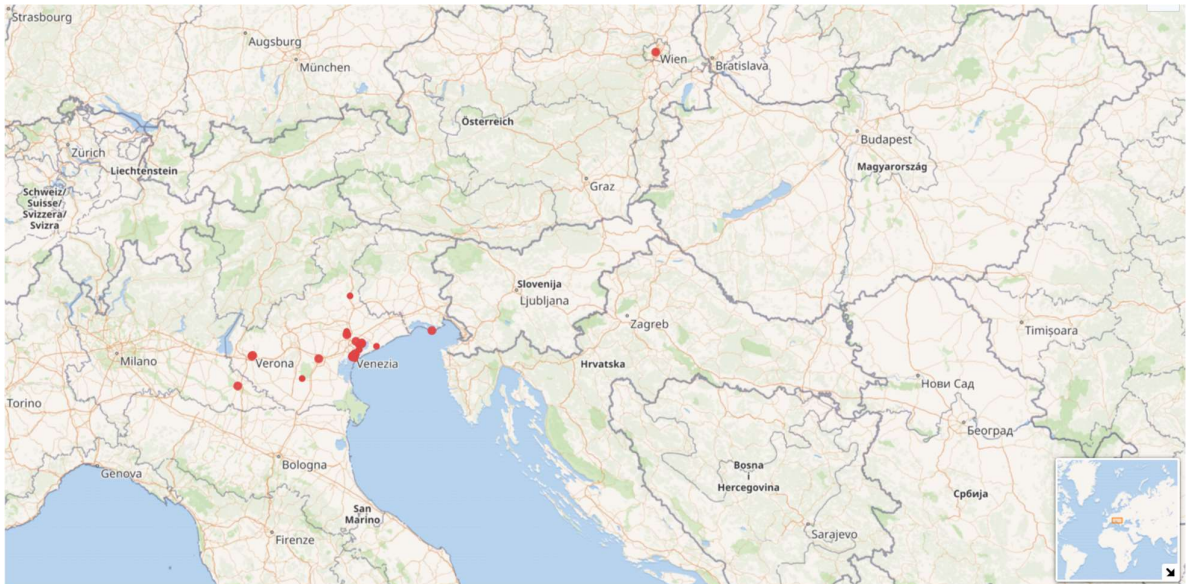 Strasbourg
Augsburg
München
Wien
Bratislava
Österreich
Budapest
Zürich
Liechtenstein
Magyarország
Graz
Schweiz/
Suisse/
Svizzera/
Svizra
Slovenija
Ljubljana
Zagreb
Timișoara
Milano
Verona
Venezia
Hrvatska
Нови Сад
Torino
Београд
Bologna
Genova
Bosna
i
Hercegovina
Србија
San
Marino
Firenze
Sarajevo